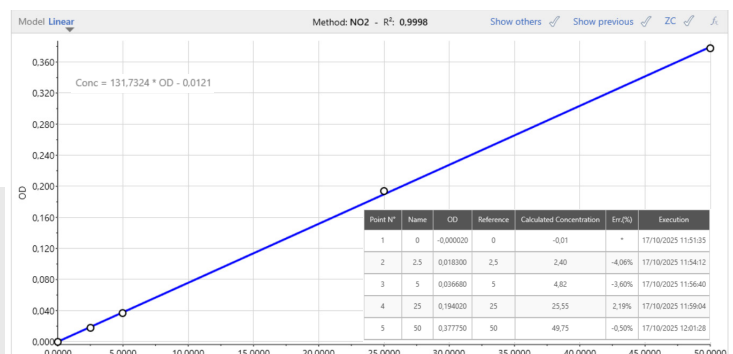 Model Linear Method: NO2 - R²: 0.9998 Show others Show previous ZC fx
Conc = 131,7324 * OD - 0.0121
OD
0.360
0.320
0.280
0.240
0.200
0.160
0.120
0.080
0.040
0.000
Point N° Name OD Reference Calculated Concentration Err.(%) Execution
1 0 -0,000020 0 -0,01 * 17/10/2025 11:51:35
2 2.5 0,018300 2,5 2,40 -4,06% 17/10/2025 11:54:12
3 5 0,036680 5 4,82 -3,60% 17/10/2025 11:56:40
4 25 0,194020 25 25,55 2,19% 17/10/2025 11:59:04
5 50 0,377750 50 49,75 -0,50% 17/10/2025 12:01:28
0.0000 5.0000 10.0000 15.0000 20.0000 25.0000 30.0000 35.0000 40.0000 45.0000 50.0000